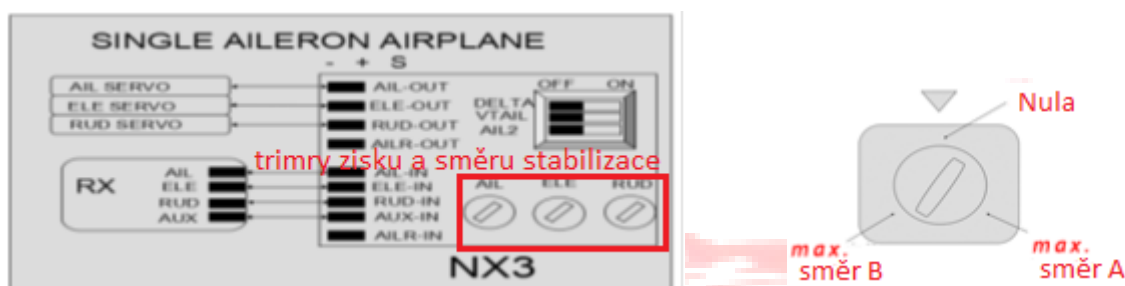 SINGLE AILERON AIRPLANE
- + S
AIL SERVO
ELE SERVO
RUD SERVO
AIL-OUT
ELE-OUT
RUD-OUT
AILR-OUT
OFF ON
DELTA
VTAIL
AIL2
trimry zisku a směru stabilizace
RX
AIL
ELE
RUD
AUX
AIL-IN
ELE-IN
RUD-IN
AUX-IN
AILR-IN
AIL ELE RUD
NX3
Nula
max.
směr B
max.
směr A